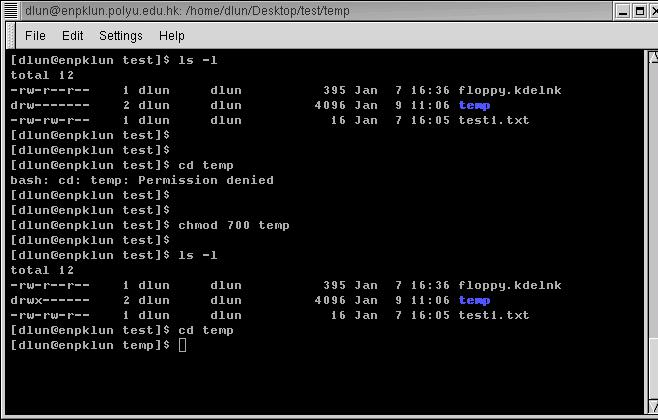 dlun@enpklun.polyu.edu.hk: /home/dlun/Desktop/test/temp
File Edit Settings Help
[dlun@enpklun test]$ ls -l
total 12
-rw-r--r-- 1 dlun dlun 395 Jan 7 16:36 floppy.kdelnk
drw------- 2 dlun dlun 4096 Jan 9 11:06 temp
-rw-rw-r-- 1 dlun dlun 16 Jan 7 16:05 test1.txt
[dlun@enpklun test]$
[dlun@enpklun test]$
[dlun@enpklun test]$ cd temp
bash: cd: temp: Permission denied
[dlun@enpklun test]$
[dlun@enpklun test]$
[dlun@enpklun test]$ chmod 700 temp
[dlun@enpklun test]$
[dlun@enpklun test]$ ls -l
total 12
-rw-r--r-- 1 dlun dlun 395 Jan 7 16:36 floppy.kdelnk
drwx------ 2 dlun dlun 4096 Jan 9 11:06 temp
-rw-rw-r-- 1 dlun dlun 16 Jan 7 16:05 test1.txt
[dlun@enpklun test]$ cd temp
[dlun@enpklun temp]$